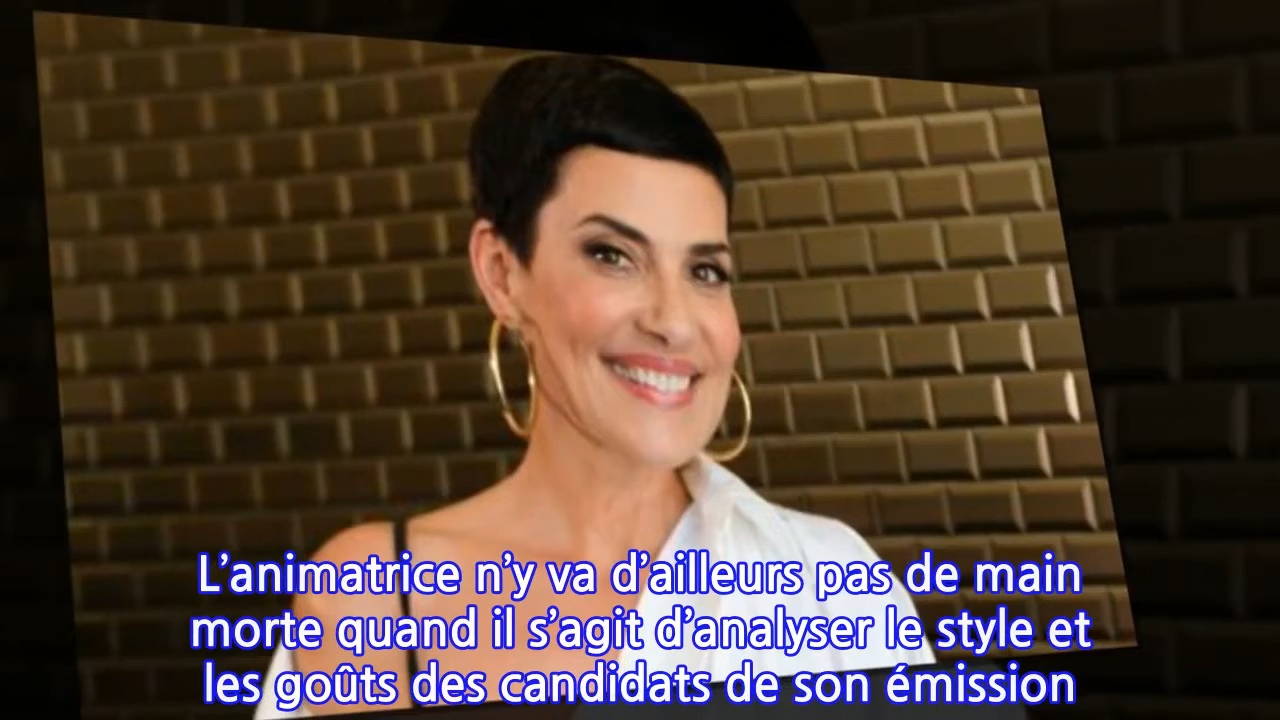 L’animatrice n’y va d’ailleurs pas de main
morte quand il s’agit d’analyser le style et
les goûts des candidats de son émission